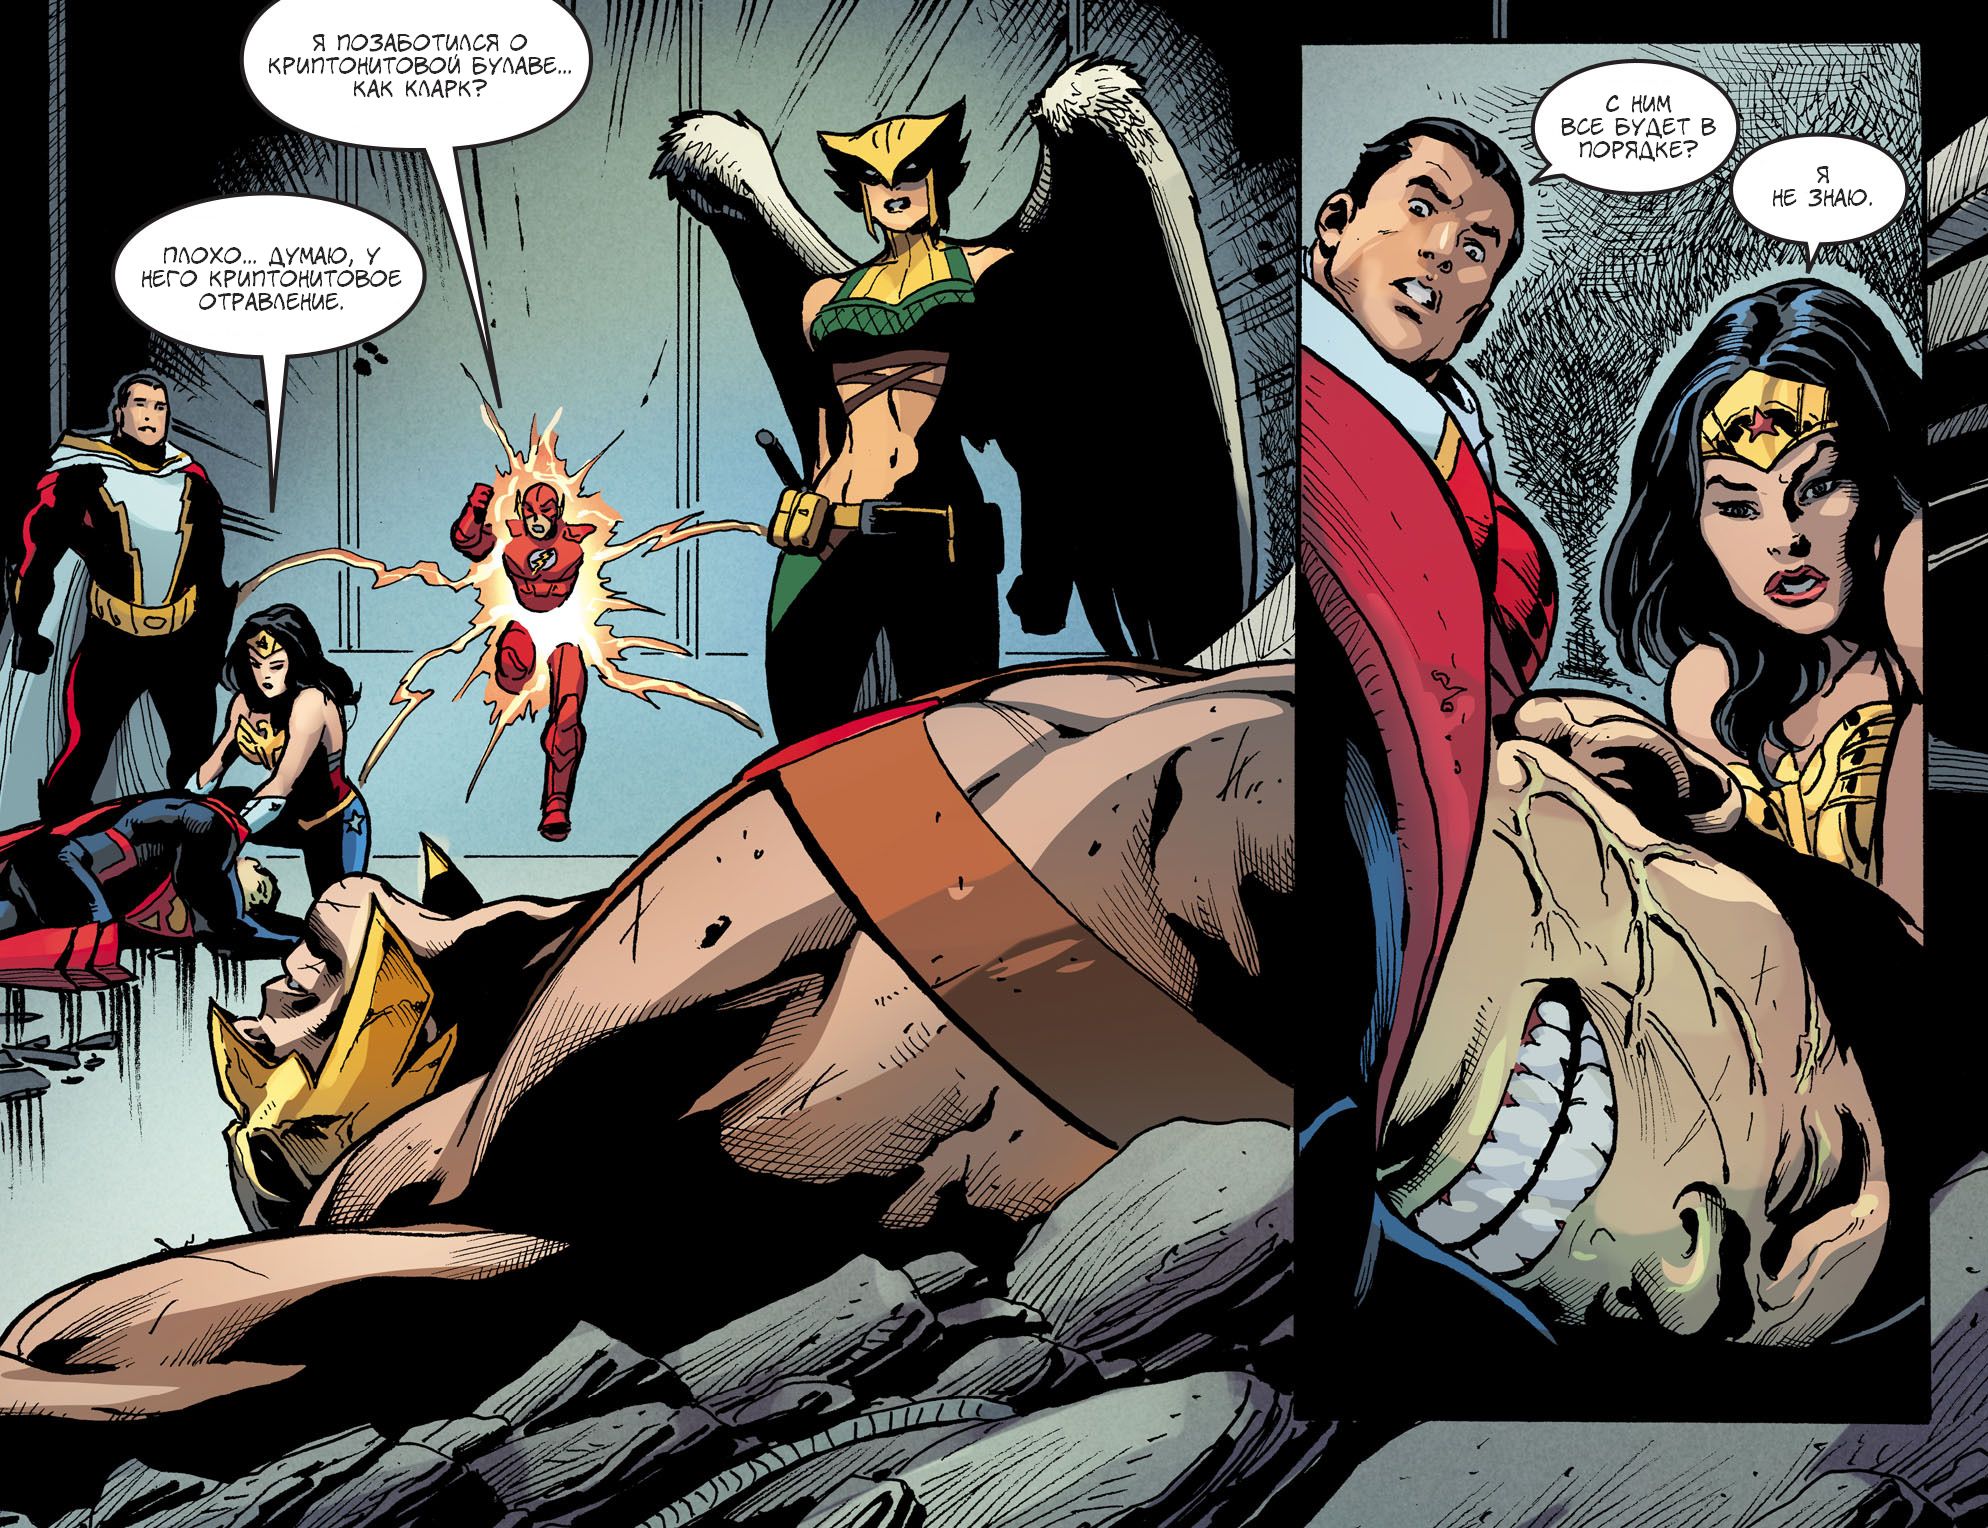 Я ПОЗАБОТИЛСЯ О
КРИПТОНИТОВОЙ БУЛАВЕ...
КАК КЛАРК?
ПЛОХО... ДУМАЮ, У
НЕГО КРИПТОНИТОВОЕ
ОТРАВЛЕНИЕ.
С НИМ
ВСЕ БУДЕТ В
ПОРЯДКЕ?
Я
НЕ ЗНАЮ.